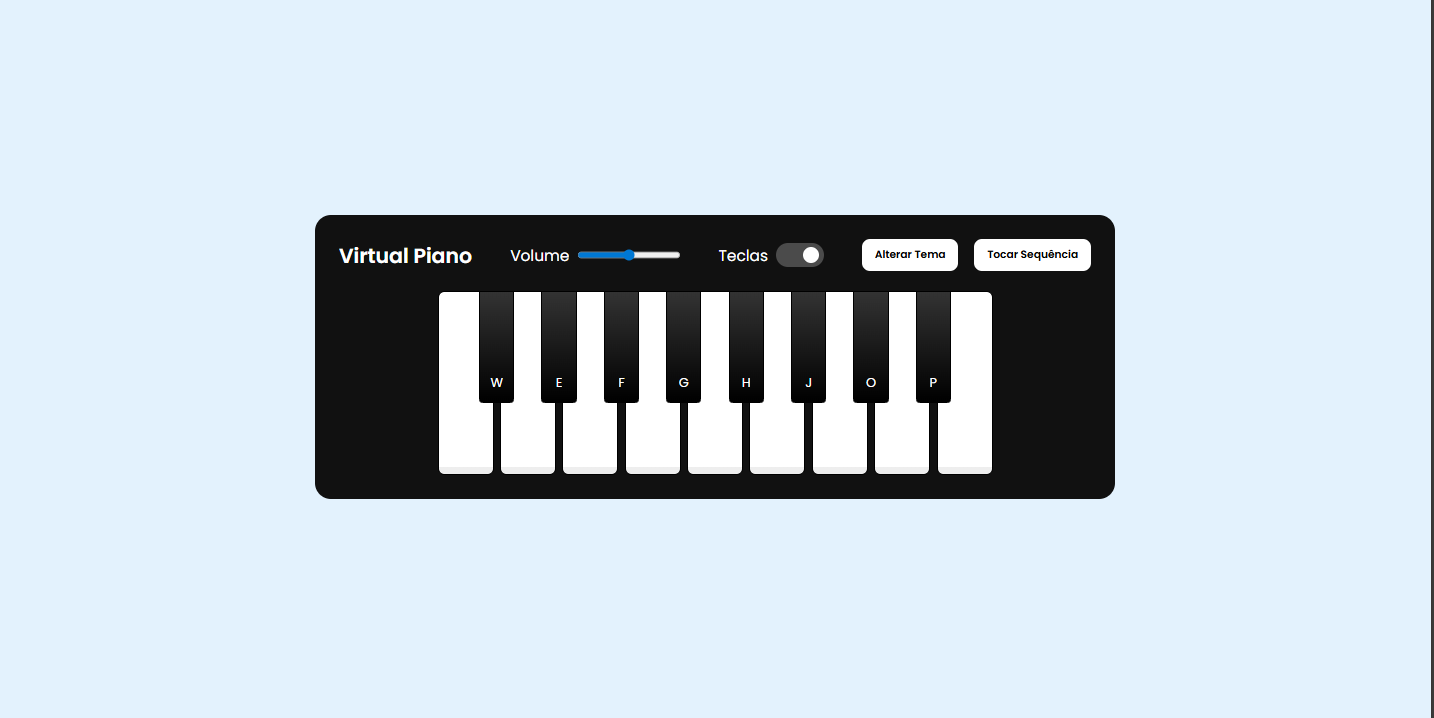 Virtual Piano Volume Teclas Alterar Tema Tocar Sequência
W E F G H J O P